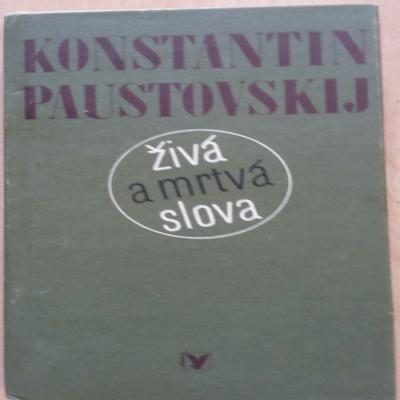 KONSTANTIN
PAUSTOVSKIJ
živá
a mrtvá
slova